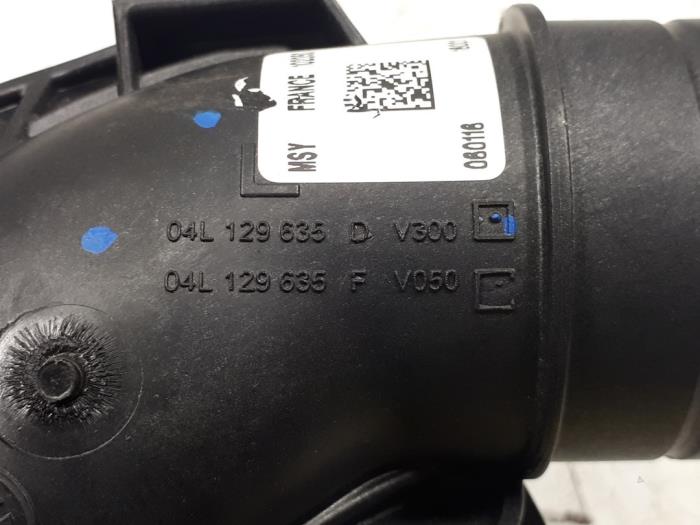 MSY FRANCE
080118
04L 129 635 D V300
04L 129 635 F V050